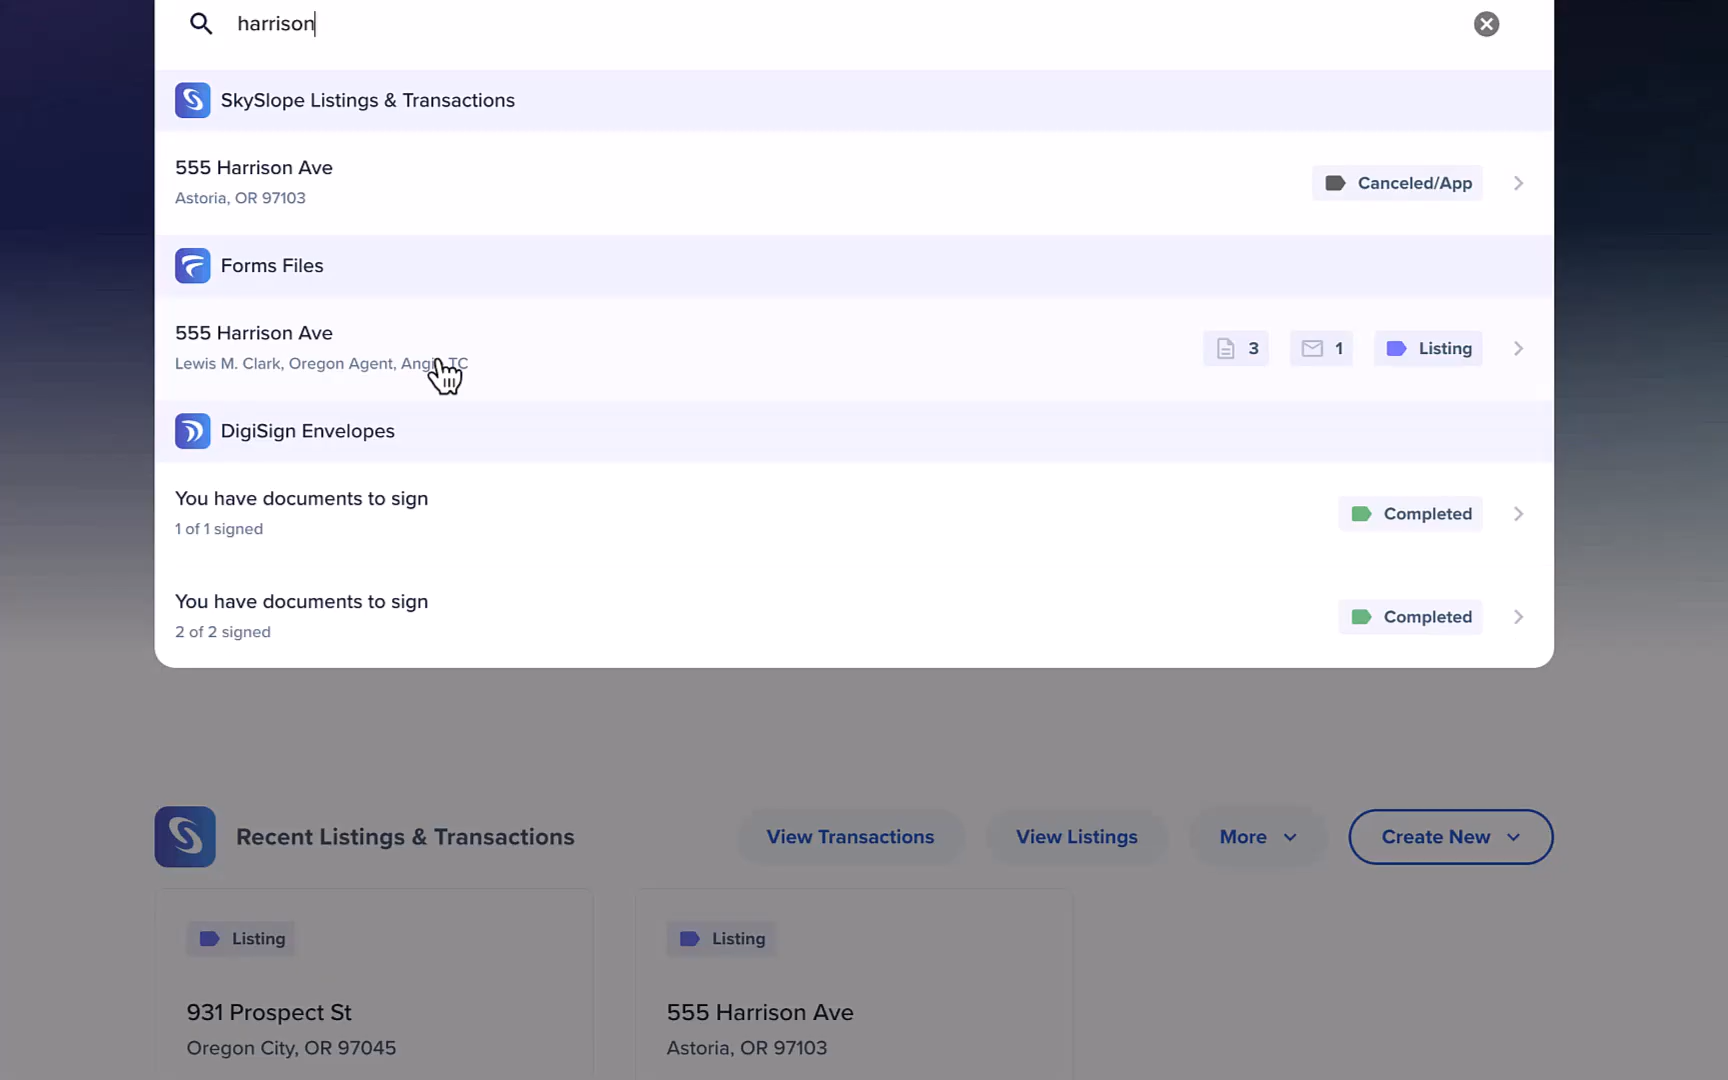 harrison
SkySlope Listings & Transactions
555 Harrison Ave
Astoria, OR 97103
Canceled/App
Forms Files
555 Harrison Ave
Lewis M. Clark, Oregon Agent, Angi TC
3
1
Listing
DigiSign Envelopes
You have documents to sign
1 of 1 signed
Completed
You have documents to sign
2 of 2 signed
Completed
Recent Listings & Transactions
View Transactions
View Listings
More
Create New
Listing
931 Prospect St
Oregon City, OR 97045
Listing
555 Harrison Ave
Astoria, OR 97103